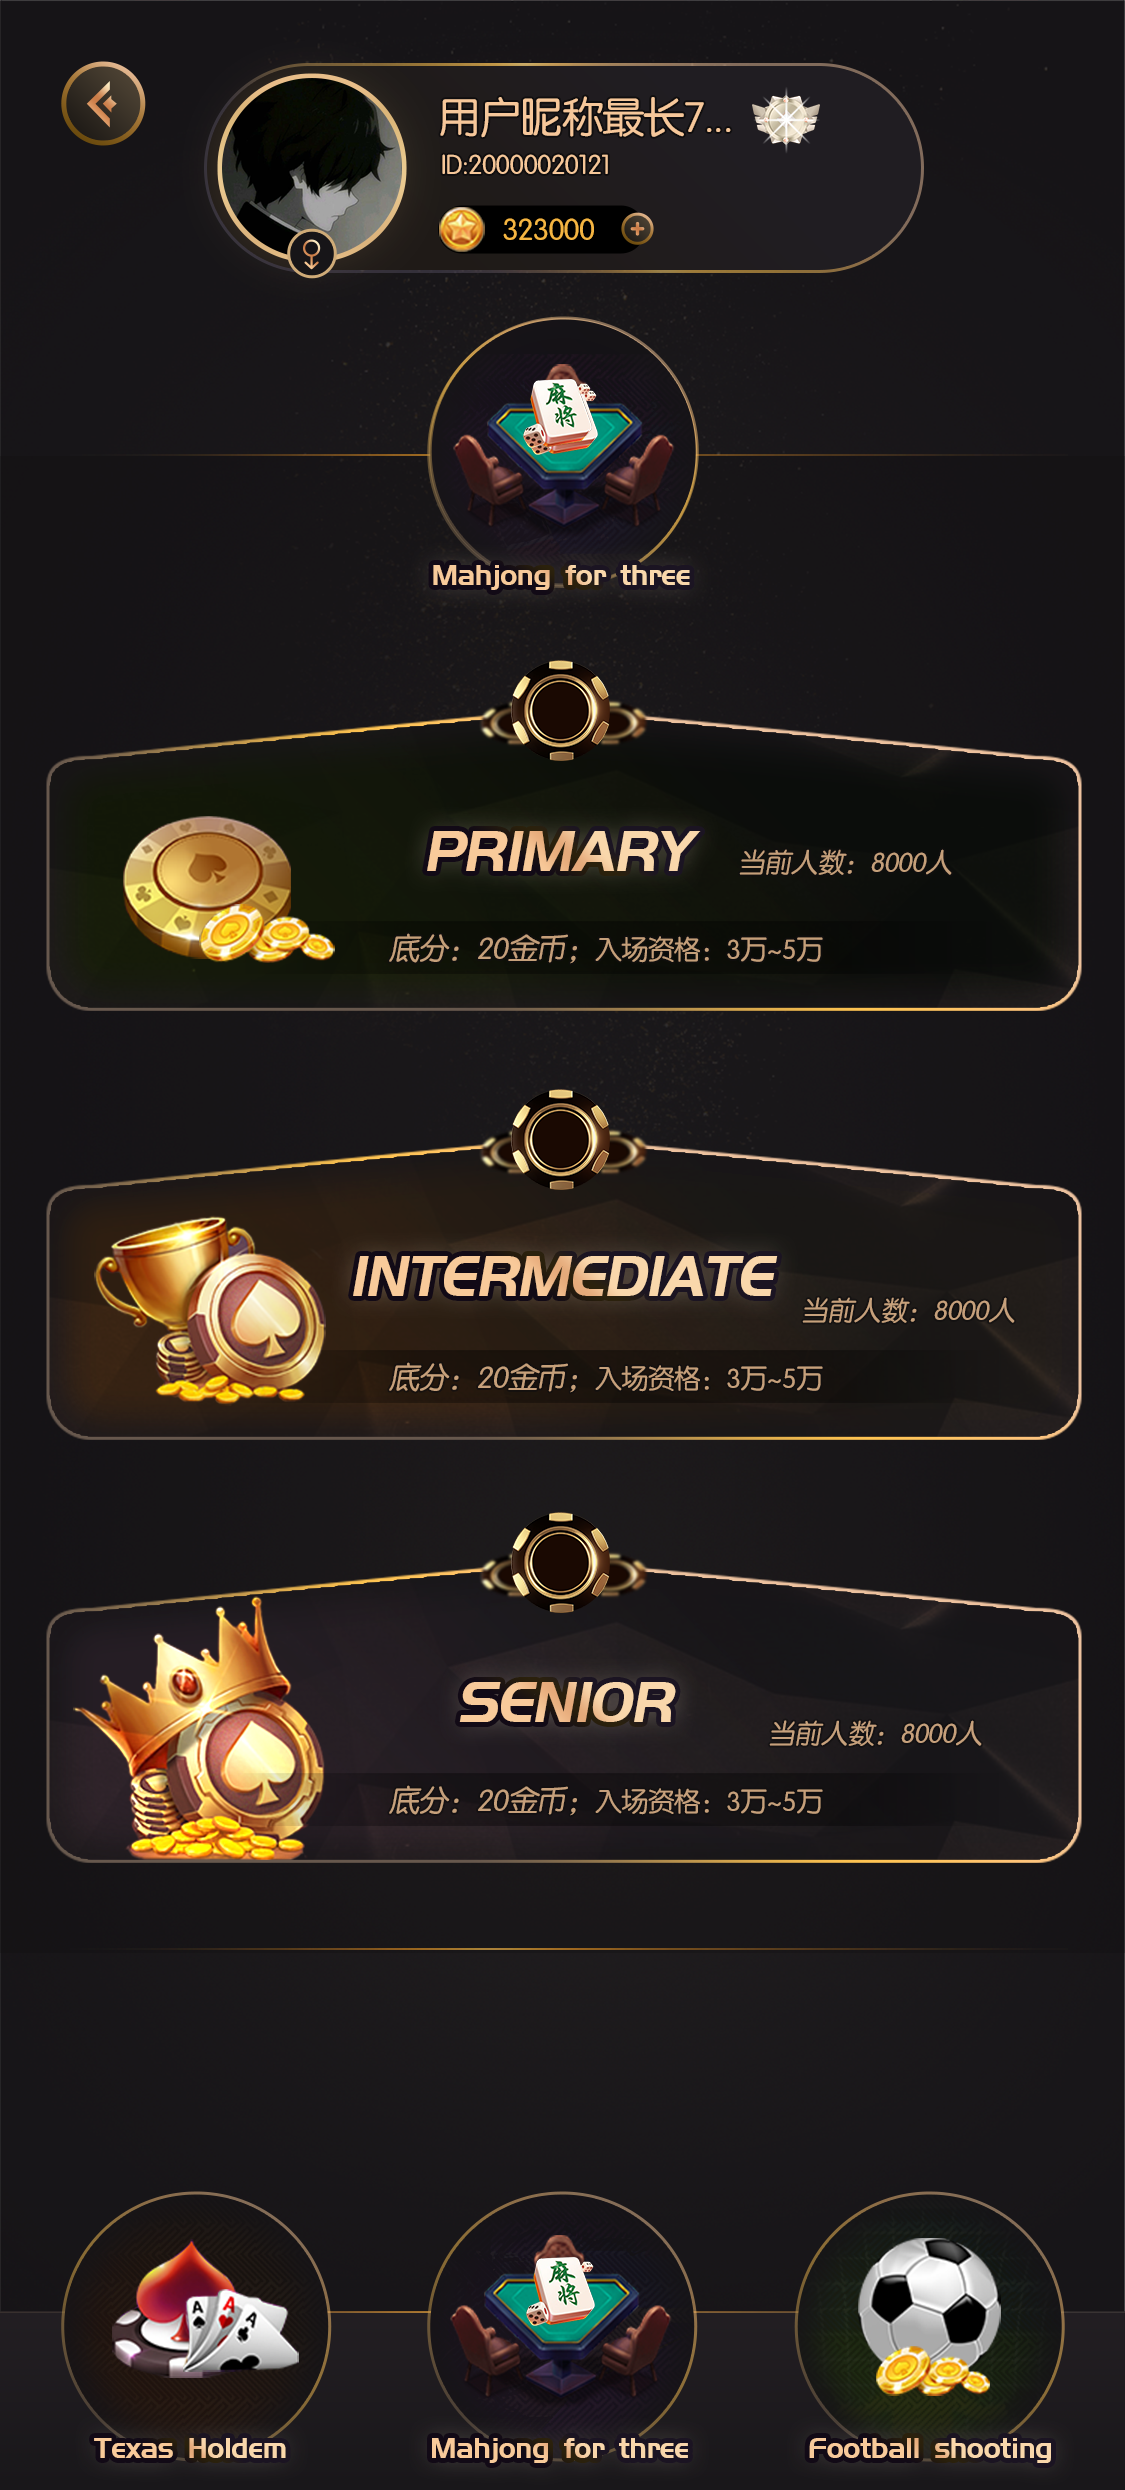 用户昵称最长7...
ID:20000020121
323000
麻
将
Mahjong for three
PRIMARY
当前人数：8000人
底分：20金币；入场资格：3万~5万
INTERMEDIATE
当前人数：8000人
底分：20金币；入场资格：3万~5万
SENIOR
当前人数：8000人
底分：20金币；入场资格：3万~5万
A A A
麻
将
Texas Holdem
Mahjong for three
Football shooting